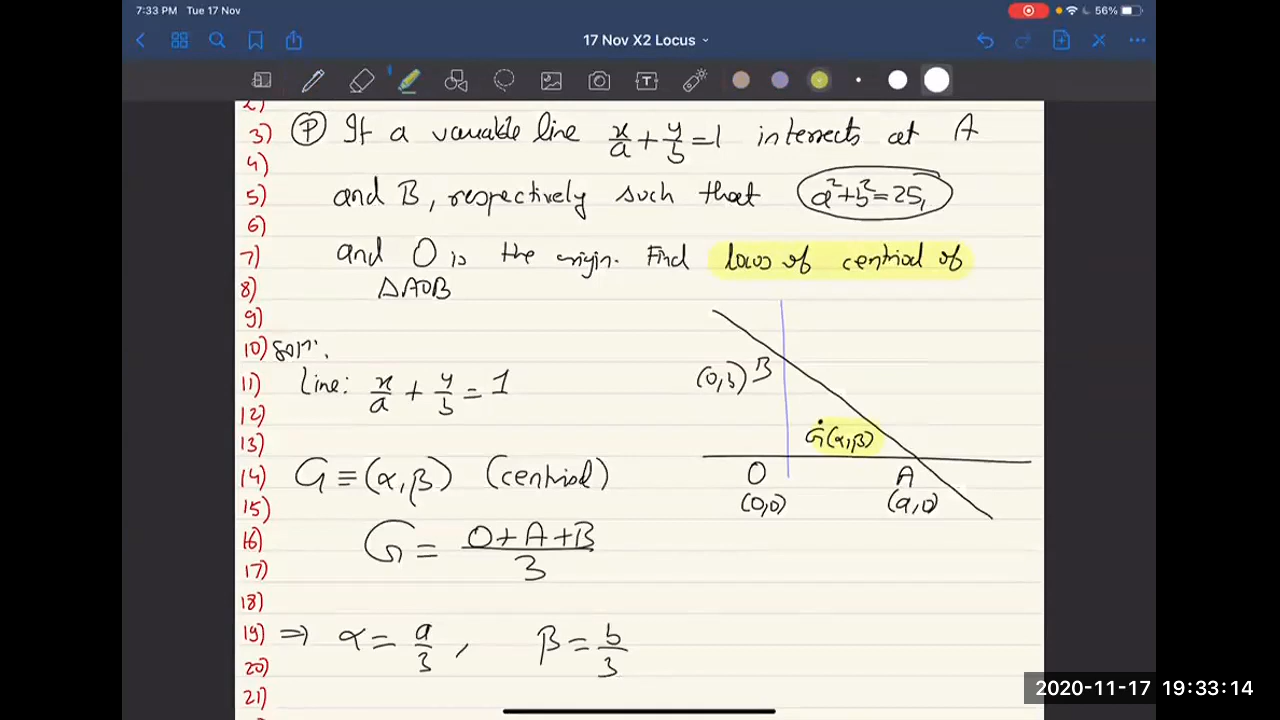 7:33 PM Tue 17 Nov
56%
17 Nov X2 Locus
2)
3) (P) If a variable line x/a + y/b = 1 intersects at A
4)
5) and B, respectively such that a² + b² = 25,
6)
7) and O is the origin. Find locus of centriod of
8) ΔAOB
9)
10) Soln.
11) line: x/a + y/b = 1
12)
13)
14) G ≡ (α, β) (centriod)
15)
16) G = (O + A + B)/3
17)
18)
19) ⇒ α = a/3, β = b/3
20)
21)
(0,b) B
G(α,β)
O
(0,0)
A
(a,0)
2020-11-17 19:33:14